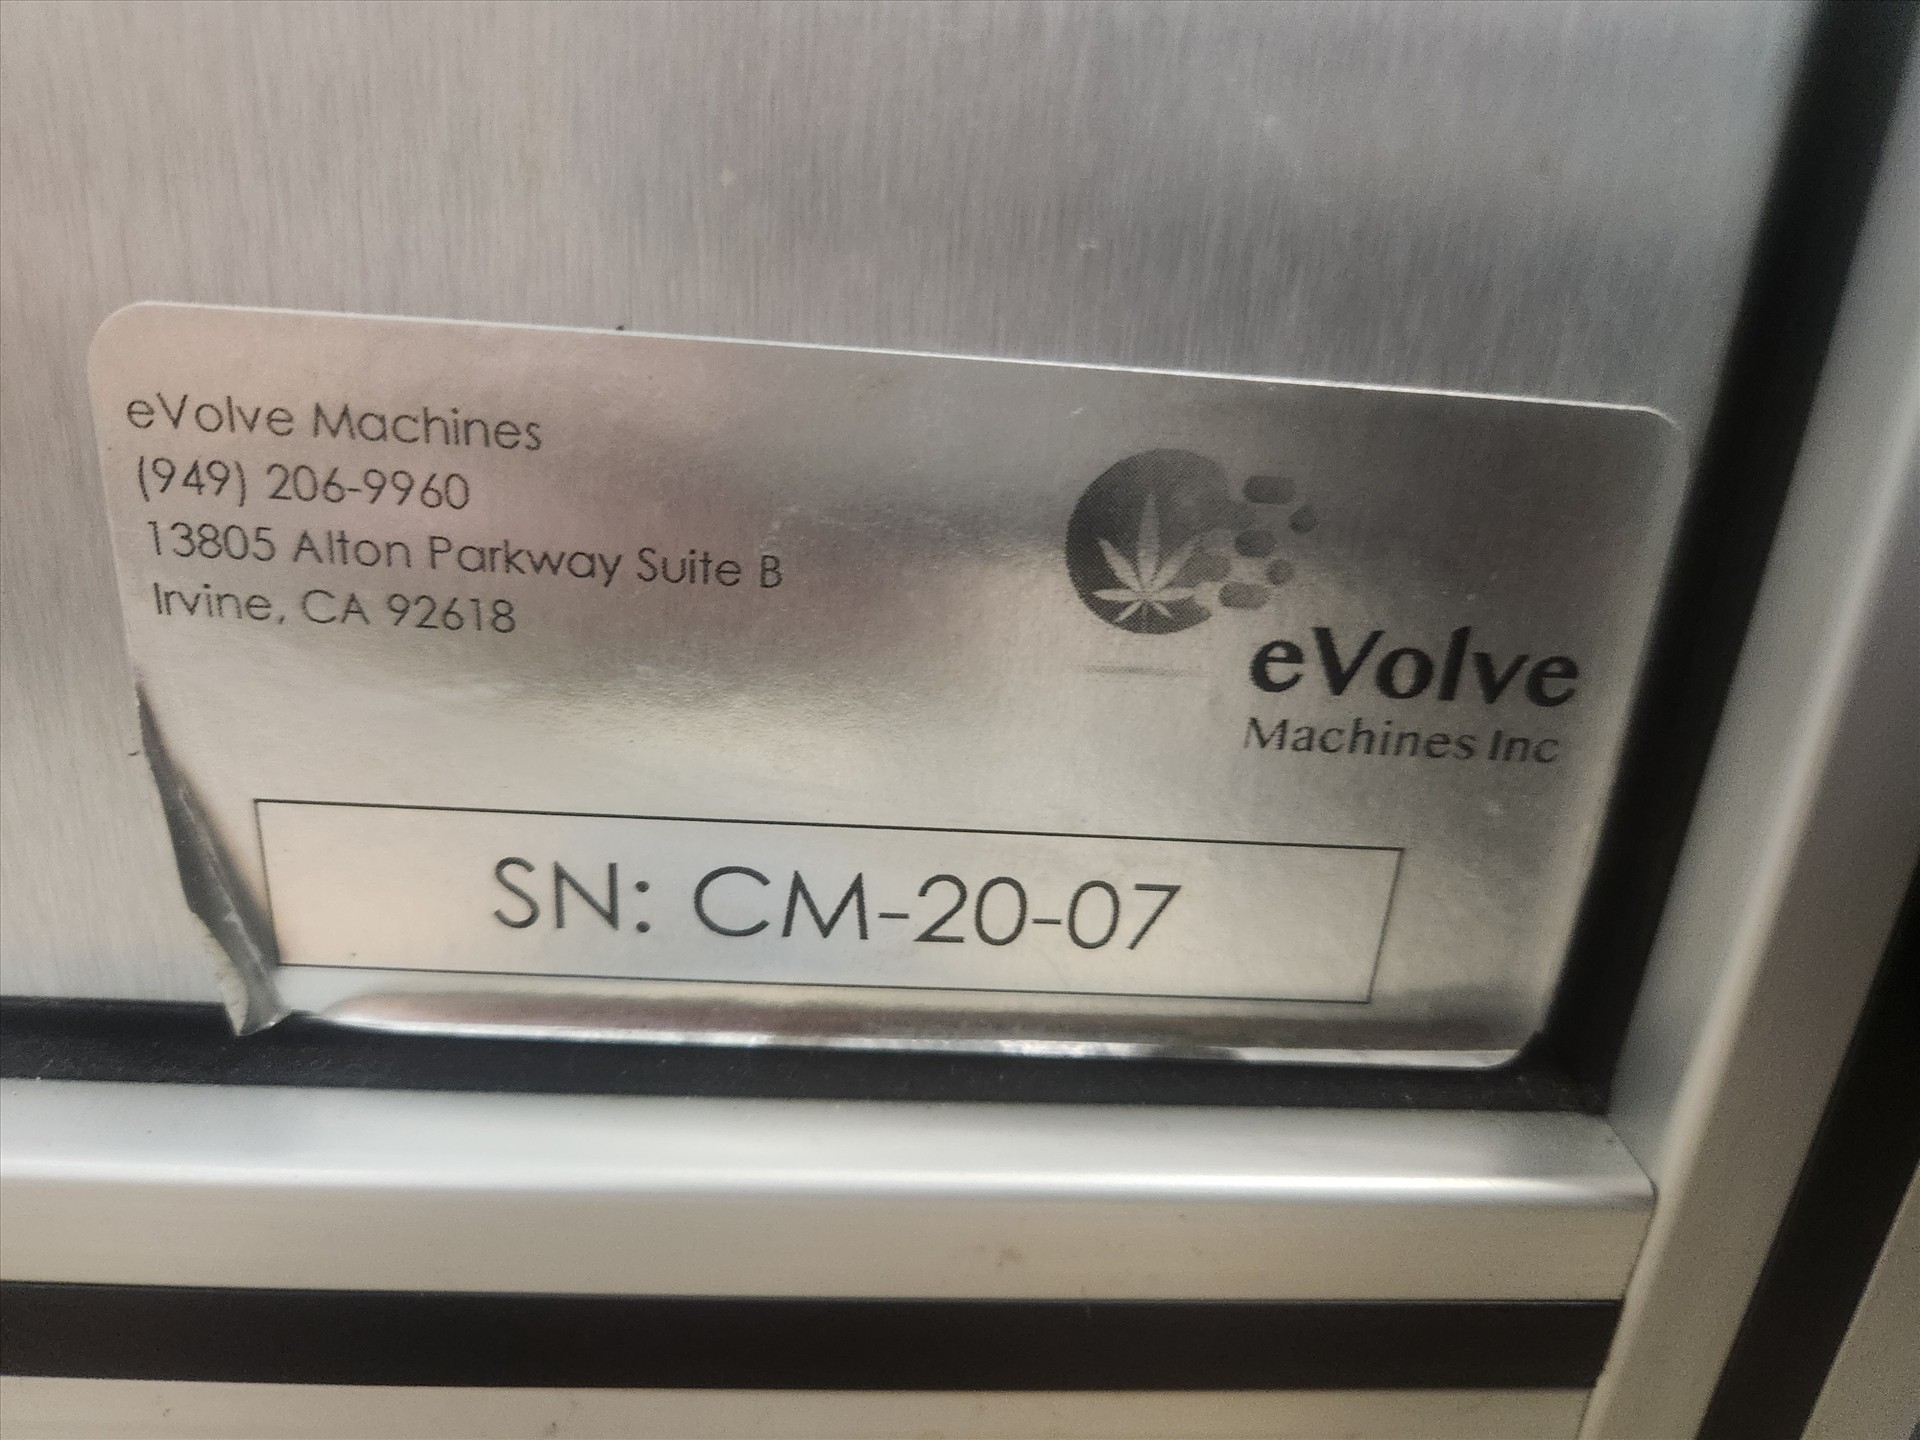 eVolve Machines
(949) 206-9960
13805 Alton Parkway Suite B
Irvine, CA 92618
eVolve
Machines Inc
SN: CM-20-07